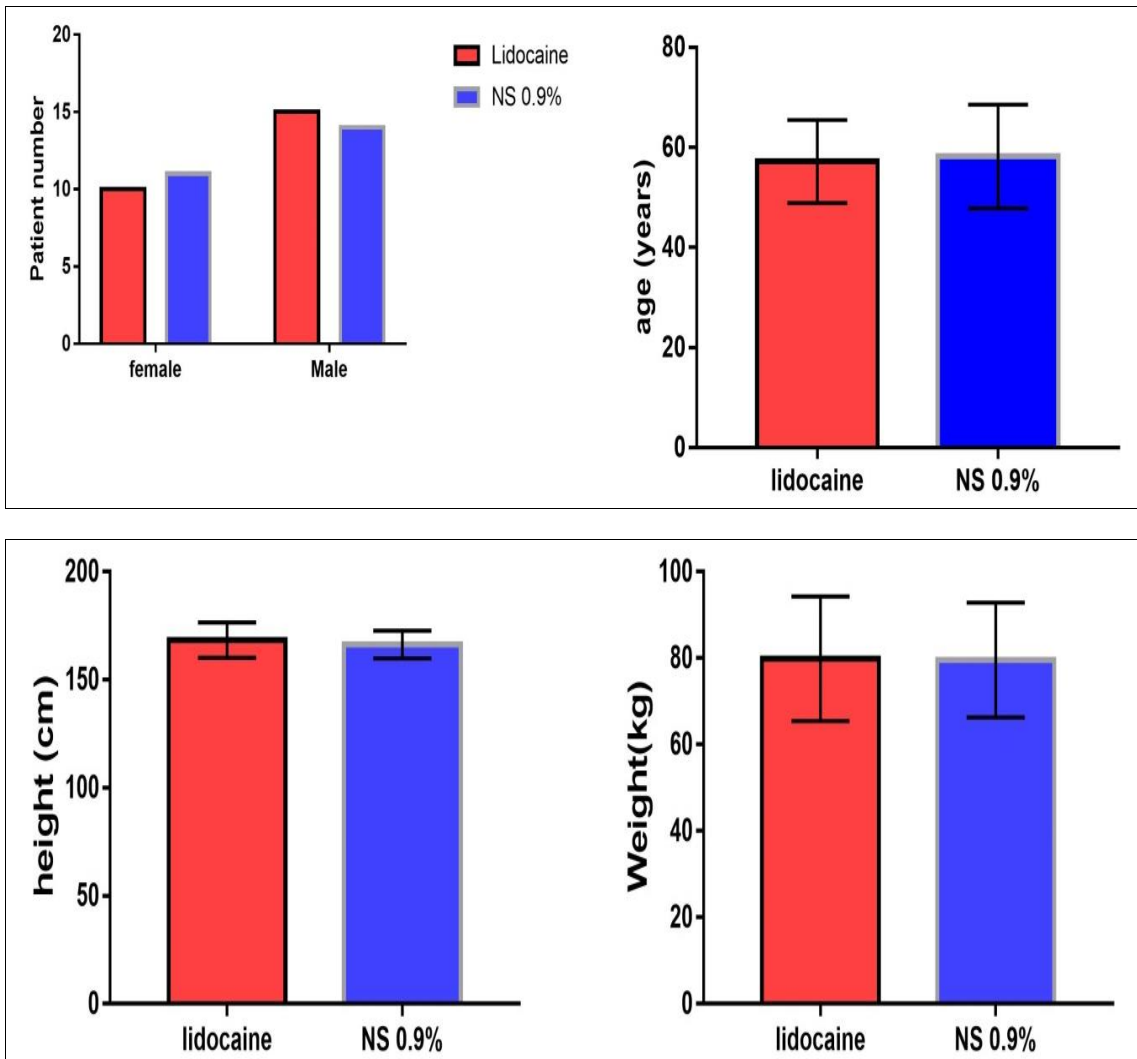 20
15
10
5
0
Patient number
female Male
Lidocaine
NS 0.9%
80
60
40
20
0
age (years)
lidocaine NS 0.9%
200
150
100
50
0
height (cm)
lidocaine NS 0.9%
100
80
60
40
20
0
Weight(kg)
lidocaine NS 0.9%